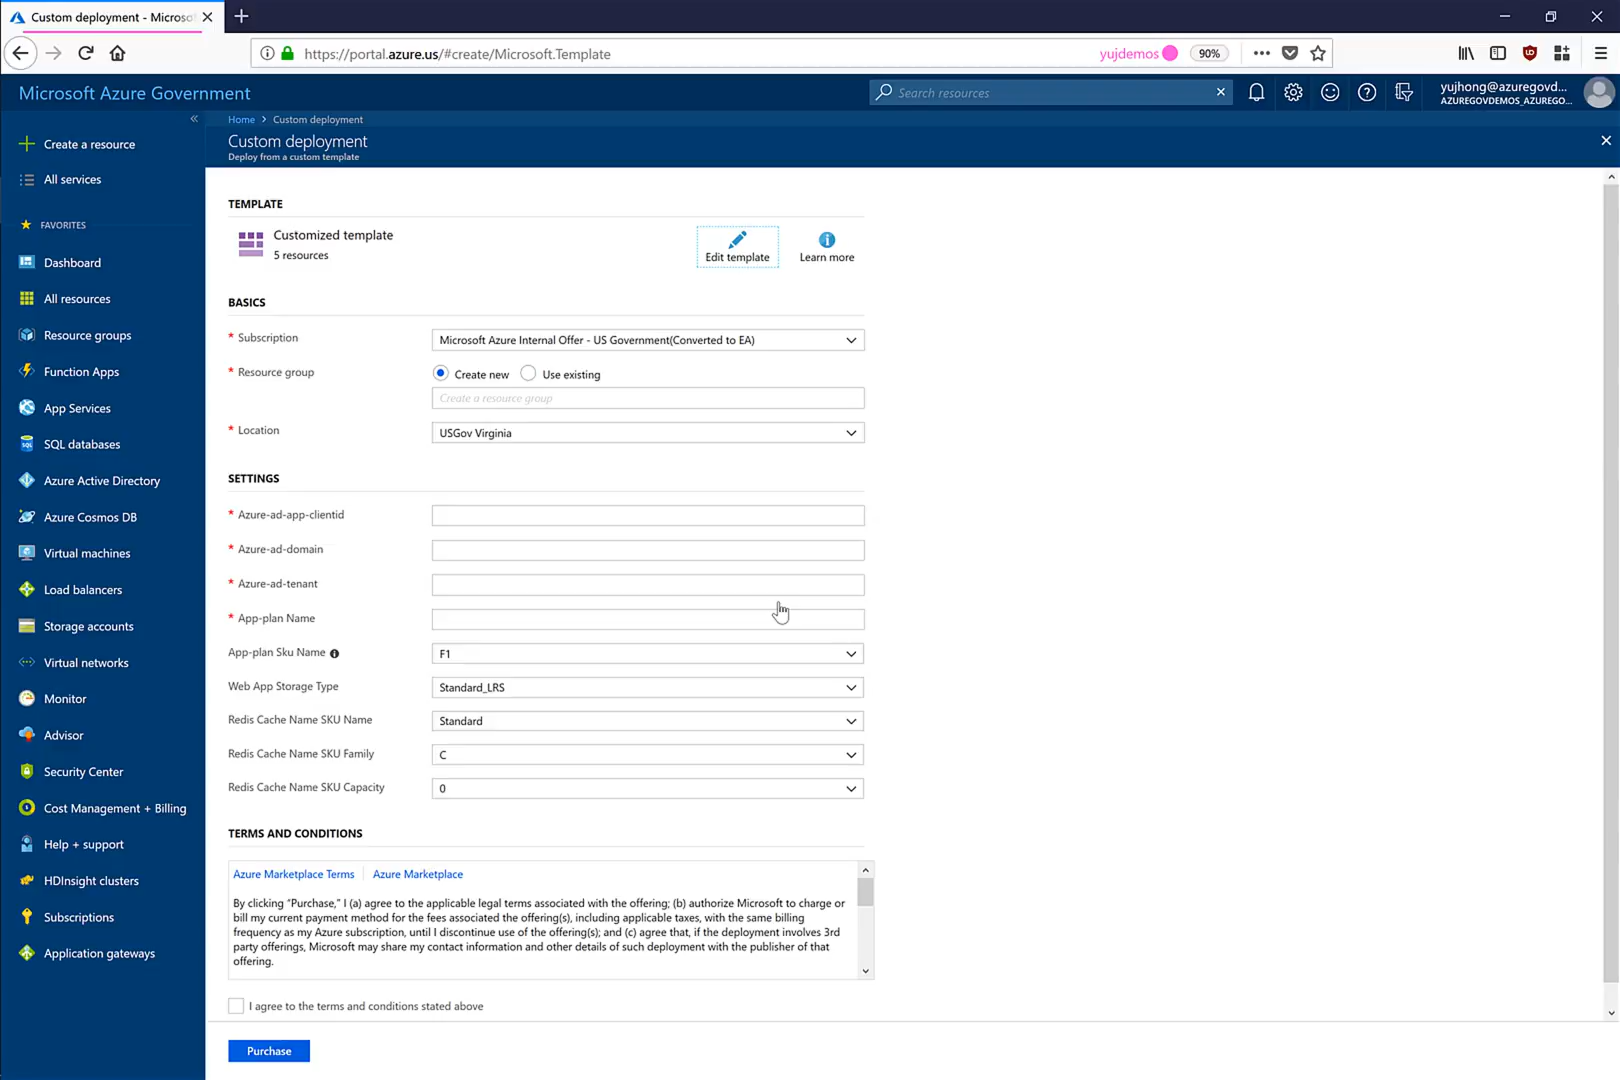 Custom deployment - Microso
https://portal.azure.us/#create/Microsoft.Template
yujdemos
90%
Microsoft Azure Government
Search resources
yujhong@azuregovd...
AZUREGOVDEMOS_AZUREGO...
Home > Custom deployment
Custom deployment
Deploy from a custom template
Create a resource
All services
FAVORITES
Dashboard
All resources
Resource groups
Function Apps
App Services
SQL databases
Azure Active Directory
Azure Cosmos DB
Virtual machines
Load balancers
Storage accounts
Virtual networks
Monitor
Advisor
Security Center
Cost Management + Billing
Help + support
HDInsight clusters
Subscriptions
Application gateways
TEMPLATE
Customized template
5 resources
Edit template
Learn more
BASICS
* Subscription
Microsoft Azure Internal Offer - US Government(Converted to EA)
* Resource group
Create new
Use existing
Create a resource group
* Location
USGov Virginia
SETTINGS
* Azure-ad-app-clientid
* Azure-ad-domain
* Azure-ad-tenant
* App-plan Name
App-plan Sku Name
F1
Web App Storage Type
Standard_LRS
Redis Cache Name SKU Name
Standard
Redis Cache Name SKU Family
C
Redis Cache Name SKU Capacity
0
TERMS AND CONDITIONS
Azure Marketplace Terms | Azure Marketplace
By clicking “Purchase,” I (a) agree to the applicable legal terms associated with the offering; (b) authorize Microsoft to charge or
bill my current payment method for the fees associated the offering(s), including applicable taxes, with the same billing
frequency as my Azure subscription, until I discontinue use of the offering(s); and (c) agree that, if the deployment involves 3rd
party offerings, Microsoft may share my contact information and other details of such deployment with the publisher of that
offering.
I agree to the terms and conditions stated above
Purchase